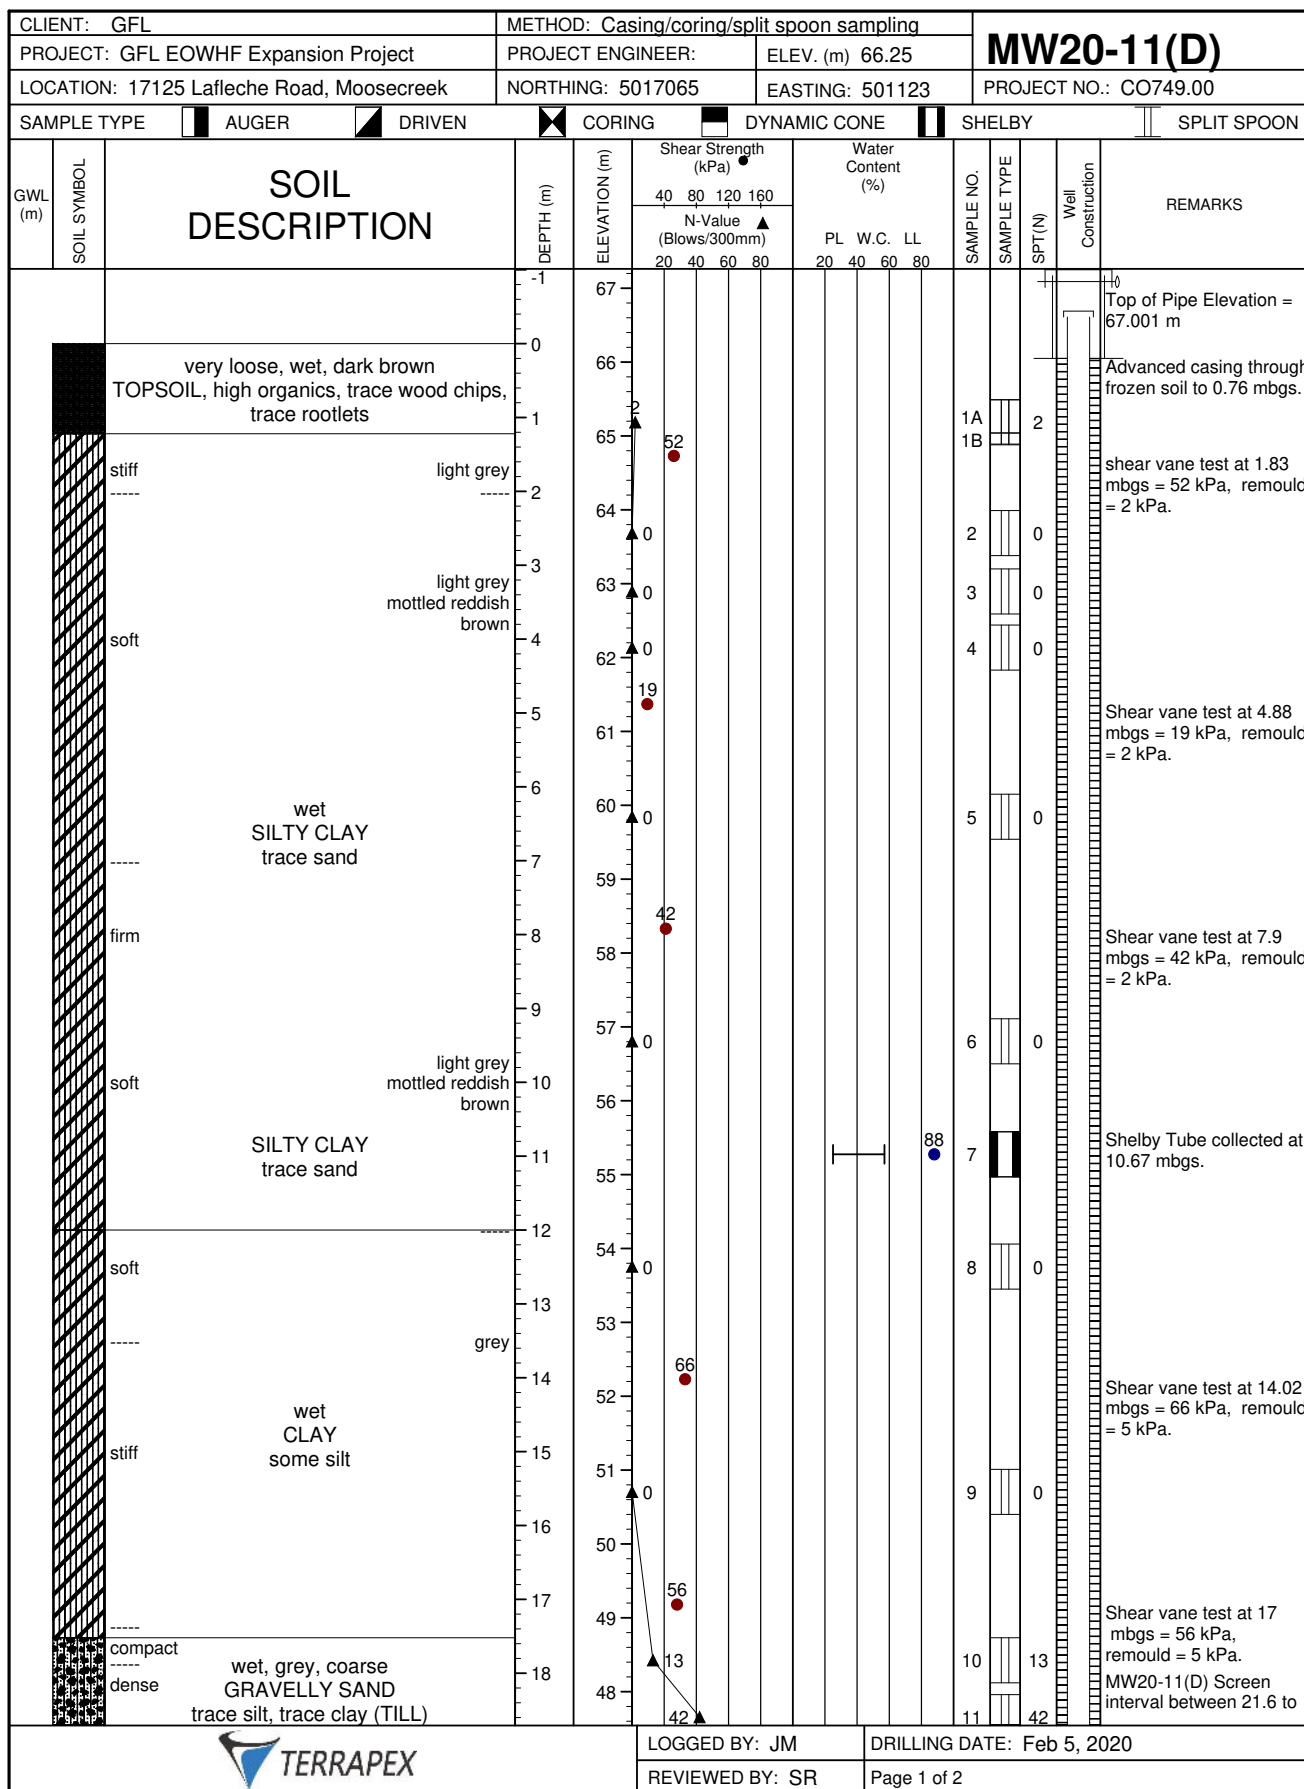 CLIENT: GFL
METHOD: Casing/coring/split spoon sampling
MW20-11(D)
PROJECT: GFL EOWHF Expansion Project
PROJECT ENGINEER:
ELEV. (m) 66.25
LOCATION: 17125 Lafleche Road, Moosecreek
NORTHING: 5017065
EASTING: 501123
PROJECT NO.: CO749.00
SAMPLE TYPE AUGER DRIVEN CORING DYNAMIC CONE SHELBY SPLIT SPOON
GWL
(m)
SOIL SYMBOL
SOIL
DESCRIPTION
DEPTH (m)
ELEVATION (m)
Shear Strength
(kPa)
40 80 120 160
N-Value
(Blows/300mm)
20 40 60 80
Water
Content
(%)
PL W.C. LL
20 40 60 80
SAMPLE NO.
SAMPLE TYPE
SPT(N)
Well
Construction
REMARKS
-1
67
Top of Pipe Elevation =
67.001 m
0
66
very loose, wet, dark brown
TOPSOIL, high organics, trace wood chips,
trace rootlets
Advanced casing through
frozen soil to 0.76 mbgs.
1
2
1A
2
65
1B
52
stiff
light grey
shear vane test at 1.83
mbgs = 52 kPa, remould
= 2 kPa.
-----
-----
2
64
0
2
0
3
63
0
3
0
light grey
mottled reddish
brown
soft
4
62
0
4
0
19
5
61
Shear vane test at 4.88
mbgs = 19 kPa, remould
= 2 kPa.
6
60
0
5
0
wet
SILTY CLAY
trace sand
-----
7
59
42
firm
8
58
Shear vane test at 7.9
mbgs = 42 kPa, remould
= 2 kPa.
9
57
0
6
0
light grey
mottled reddish
brown
soft
10
56
SILTY CLAY
trace sand
11
55
88
7
Shelby Tube collected at
10.67 mbgs.
-----
12
54
soft
0
8
0
13
53
-----
grey
66
14
52
Shear vane test at 14.02
mbgs = 66 kPa, remould
= 5 kPa.
wet
CLAY
some silt
stiff
15
51
0
9
0
16
50
56
17
49
Shear vane test at 17
mbgs = 56 kPa,
remould = 5 kPa.
-----
compact
-----
dense
wet, grey, coarse
GRAVELLY SAND
trace silt, trace clay (TILL)
18
48
13
10
13
MW20-11(D) Screen
interval between 21.6 to
42
11
42
TERRAPEX
LOGGED BY: JM
DRILLING DATE: Feb 5, 2020
REVIEWED BY: SR
Page 1 of 2